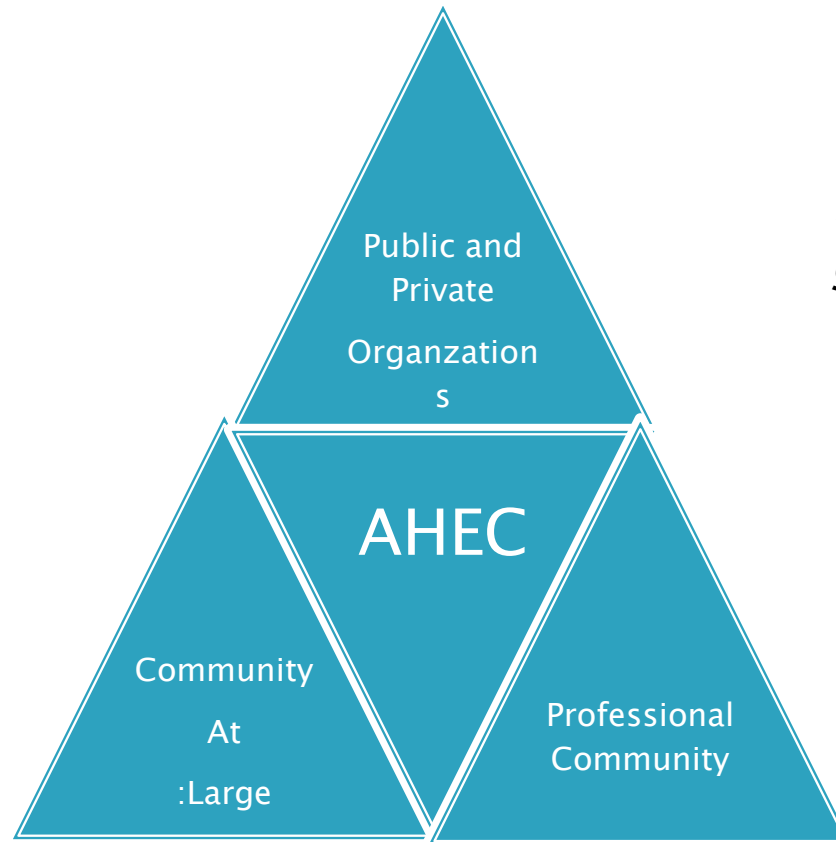 Public and
Private
Organzation
s
AHEC
Community
At
:Large
Professional
Community